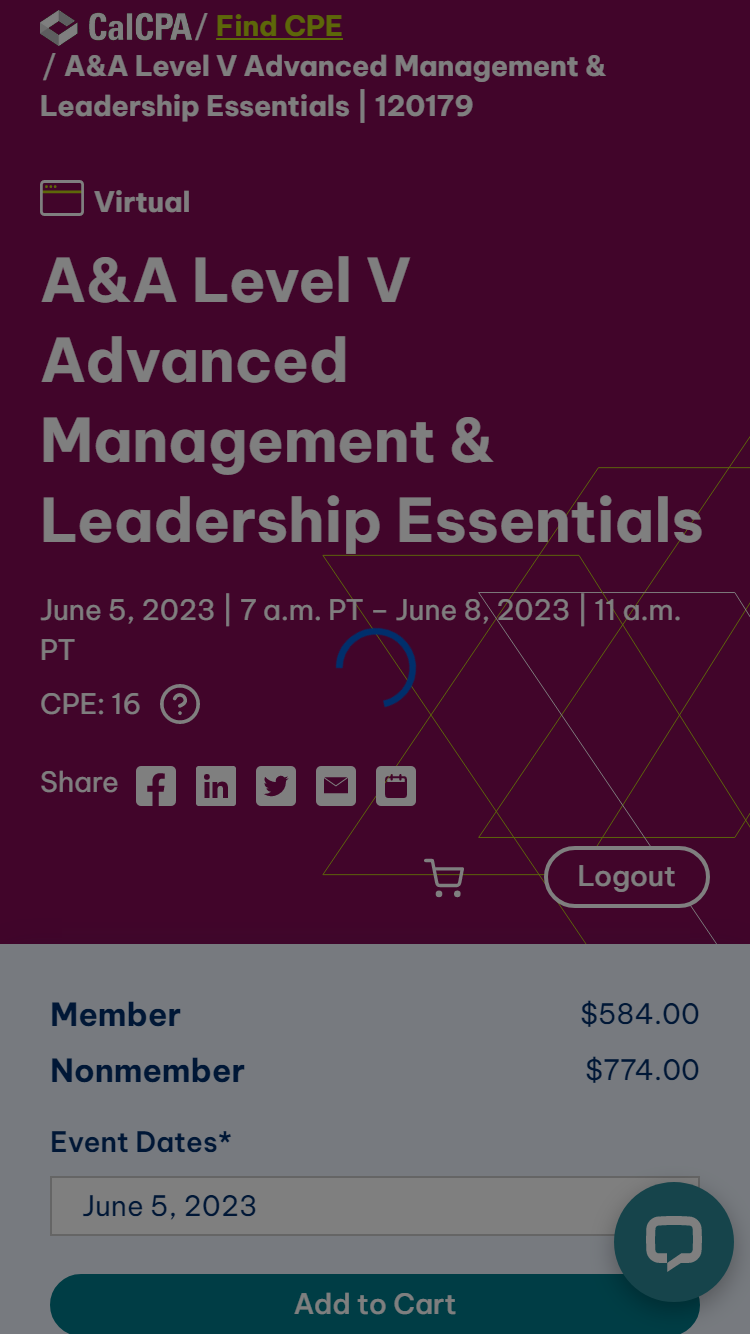 CalCPA / Find CPE
/ A&A Level V Advanced Management &
Leadership Essentials | 120179
Virtual
A&A Level V
Advanced
Management &
Leadership Essentials
June 5, 2023 | 7 a.m. PT – June 8, 2023 | 11 a.m.
PT
CPE: 16 ?
Share
Logout
Member $584.00
Nonmember $774.00
Event Dates*
June 5, 2023
Add to Cart